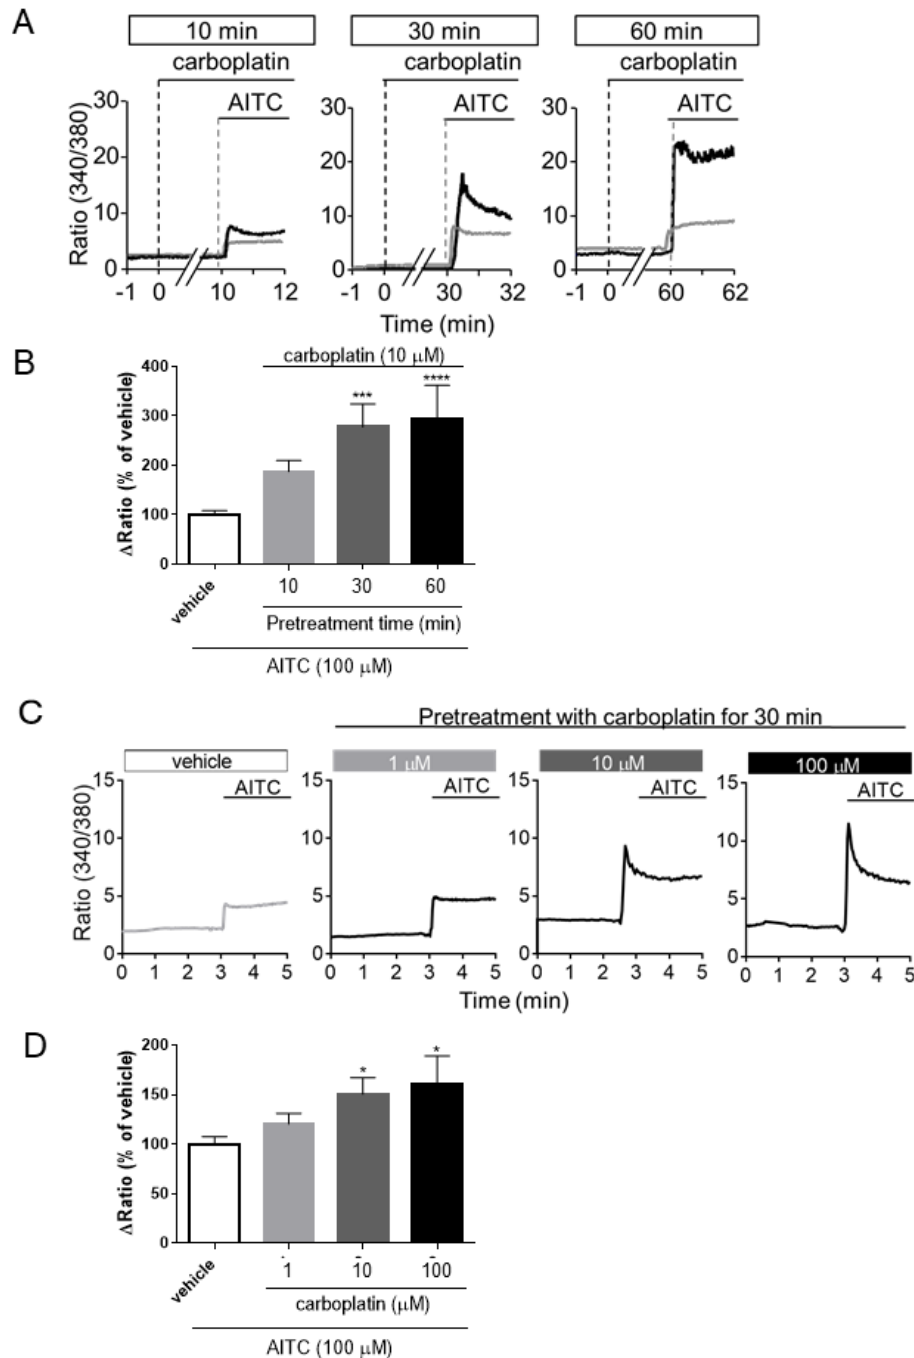 A
10 min
30 min
60 min
carboplatin
carboplatin
carboplatin
AITC
AITC
AITC
Ratio (340/380)
30
20
10
0
-1 0 10 12
30
20
10
0
-1 0 30 32
30
20
10
0
-1 0 60 62
Time (min)
B
carboplatin (10 μM)
ΔRatio (% of vehicle)
400
300
200
100
0
***
****
vehicle
10
30
60
Pretreatment time (min)
AITC (100 μM)
C
Pretreatment with carboplatin for 30 min
vehicle
1 μM
10 μM
100 μM
AITC
AITC
AITC
AITC
Ratio (340/380)
15
10
5
0
0 1 2 3 4 5
15
10
5
0
0 1 2 3 4 5
15
10
5
0
0 1 2 3 4 5
15
10
5
0
0 1 2 3 4 5
Time (min)
D
ΔRatio (% of vehicle)
200
150
100
50
0
*
*
vehicle
1
10
100
carboplatin (μM)
AITC (100 μM)